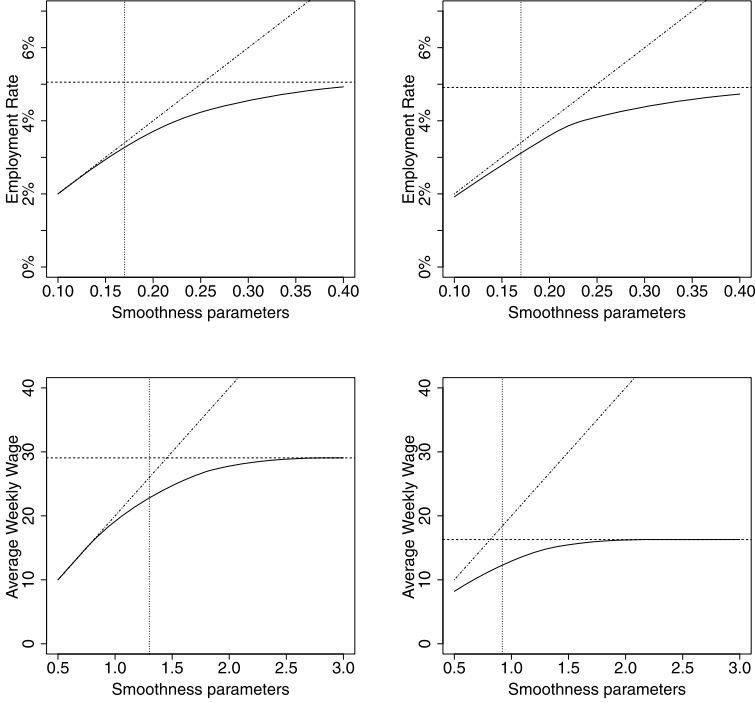 Employment Rate
0% 2% 4% 6%
0.10 0.15 0.20 0.25 0.30 0.35 0.40
Smoothness parameters
Employment Rate
0% 2% 4% 6%
0.10 0.15 0.20 0.25 0.30 0.35 0.40
Smoothness parameters
Average Weekly Wage
0 10 20 30 40
0.5 1.0 1.5 2.0 2.5 3.0
Smoothness parameters
Average Weekly Wage
0 10 20 30 40
0.5 1.0 1.5 2.0 2.5 3.0
Smoothness parameters